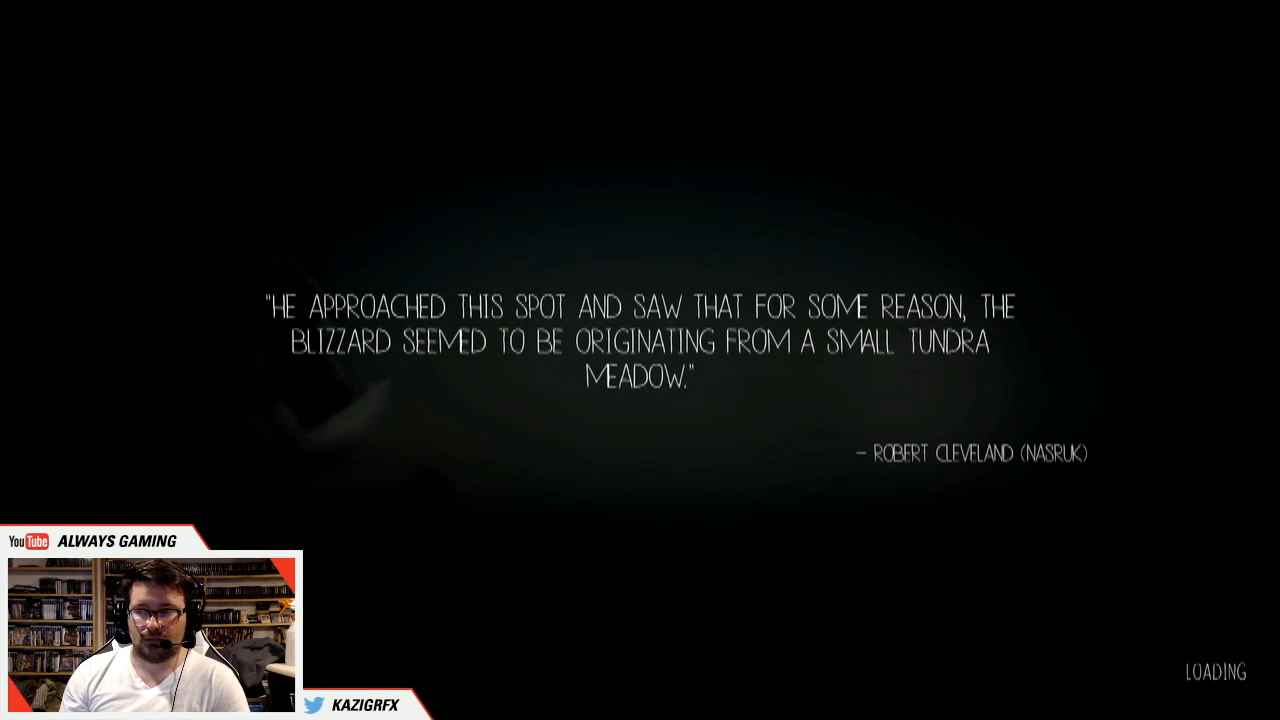 "HE APPROACHED THIS SPOT AND SAW THAT FOR SOME REASON, THE
BLIZZARD SEEMED TO BE ORIGINATING FROM A SMALL TUNDRA
MEADOW."
– ROBERT CLEVELAND (NASRUK)
YouTube ALWAYS GAMING
LOADING
KAZIGRFX